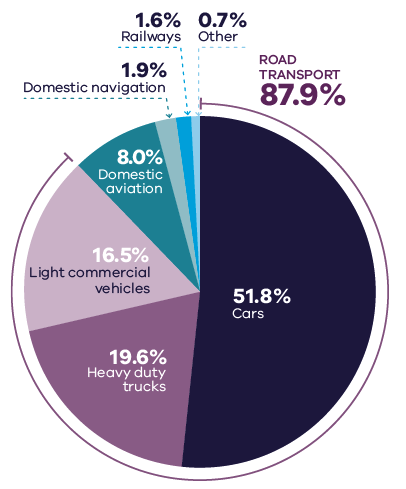 1.6%
Railways
0.7%
Other
1.9%
Domestic navigation
ROAD
TRANSPORT
87.9%
8.0%
Domestic
aviation
16.5%
Light commercial
vehicles
51.8%
Cars
19.6%
Heavy duty
trucks